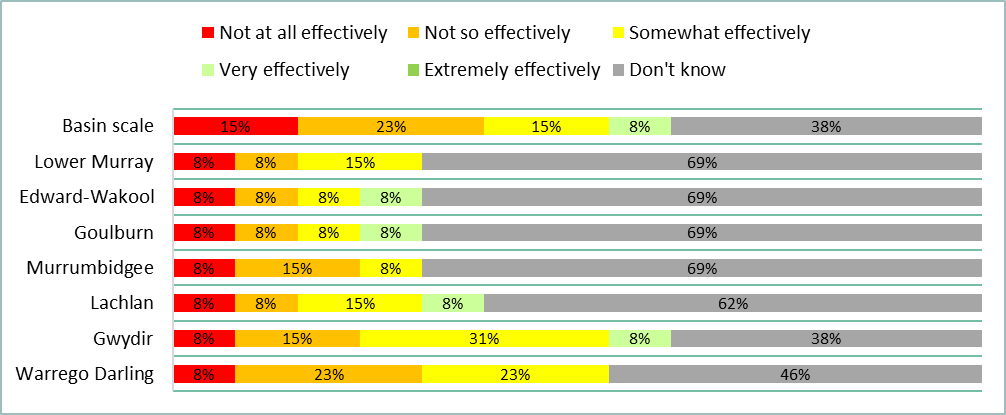 Not at all effectively Not so effectively Somewhat effectively
Very effectively Extremely effectively Don't know
Basin scale 15% 23% 15% 8% 38%
Lower Murray 8% 8% 15% 69%
Edward-Wakool 8% 8% 8% 8% 69%
Goulburn 8% 8% 8% 8% 69%
Murrumbidgee 8% 15% 8% 69%
Lachlan 8% 8% 15% 8% 62%
Gwydir 8% 15% 31% 8% 38%
Warrego Darling 8% 23% 23% 46%